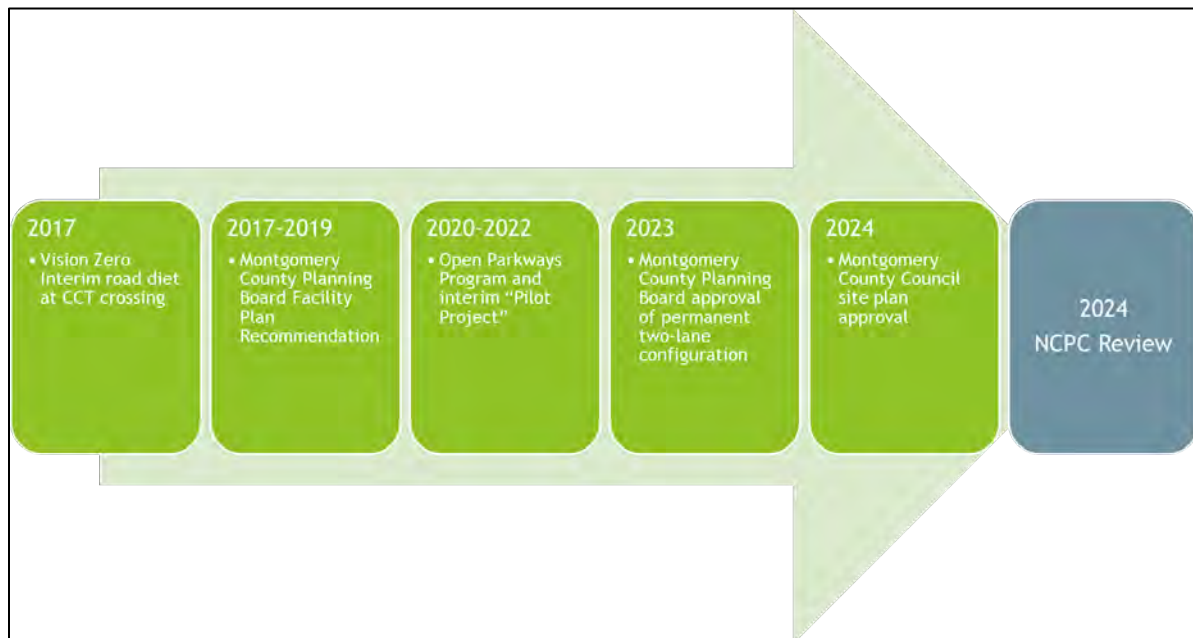 2017
• Vision Zero
Interim road diet
at CCT crossing
2017-2019
• Montgomery
County Planning
Board Facility
Plan
Recommendation
2020-2022
• Open Parkways
Program and
interim “Pilot
Project”
2023
• Montgomery
County Planning
Board approval
of permanent
two-lane
configuration
2024
• Montgomery
County Council
site plan
approval
2024
NCPC Review